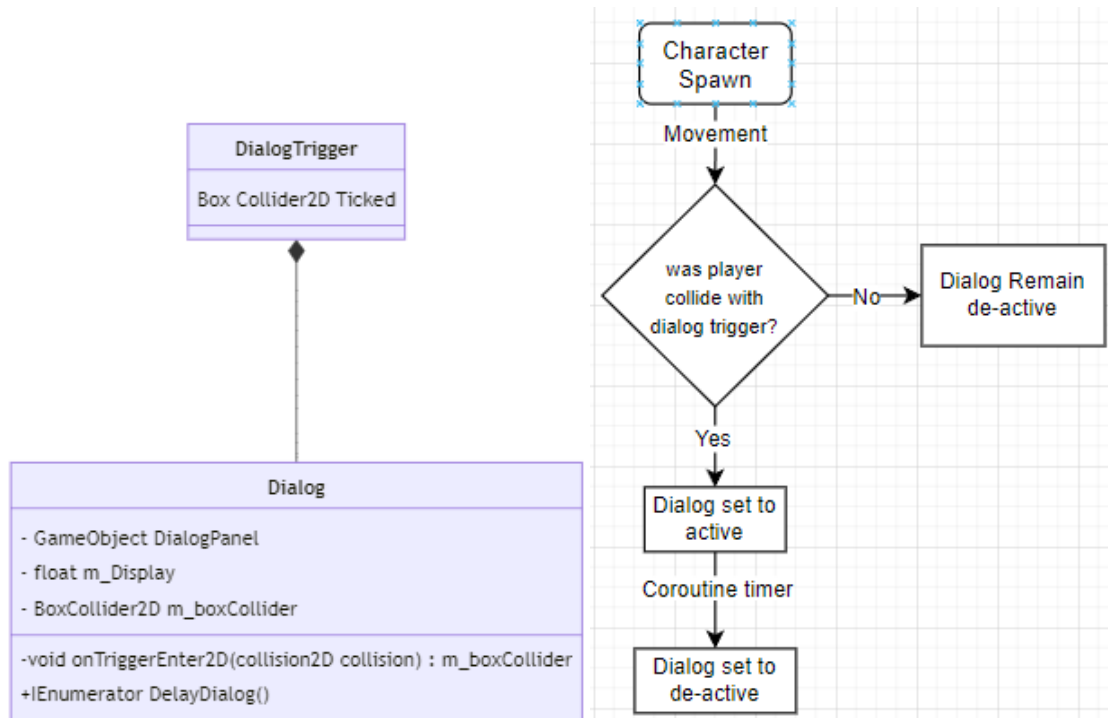 DialogTrigger
Box Collider2D Ticked
Dialog
- GameObject DialogPanel
- float m_Display
- BoxCollider2D m_boxCollider
-void onTriggerEnter2D(collision2D collision) : m_boxCollider
+IEnumerator DelayDialog()
Character
Spawn
Movement
was player
collide with
dialog trigger?
No
Dialog Remain
de-active
Yes
Dialog set to
active
Coroutine timer
Dialog set to
de-active